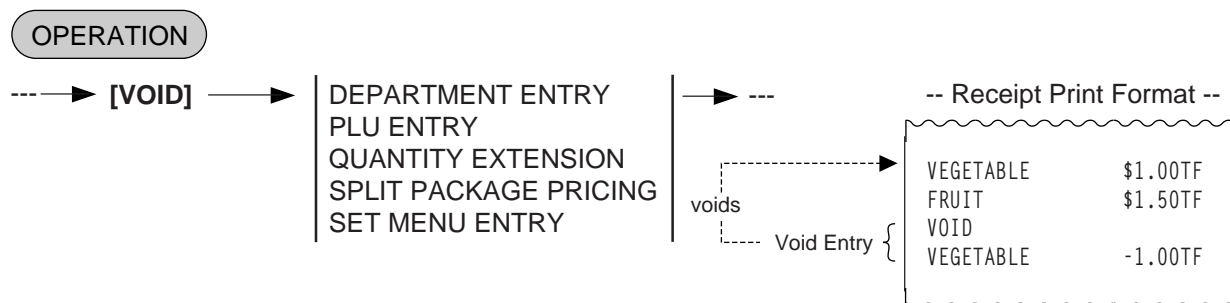 OPERATION
--- [VOID]
DEPARTMENT ENTRY
PLU ENTRY
QUANTITY EXTENSION
SPLIT PACKAGE PRICING
SET MENU ENTRY
---
voids
Void Entry
-- Receipt Print Format --
VEGETABLE $1.00TF
FRUIT $1.50TF
VOID
VEGETABLE -1.00TF